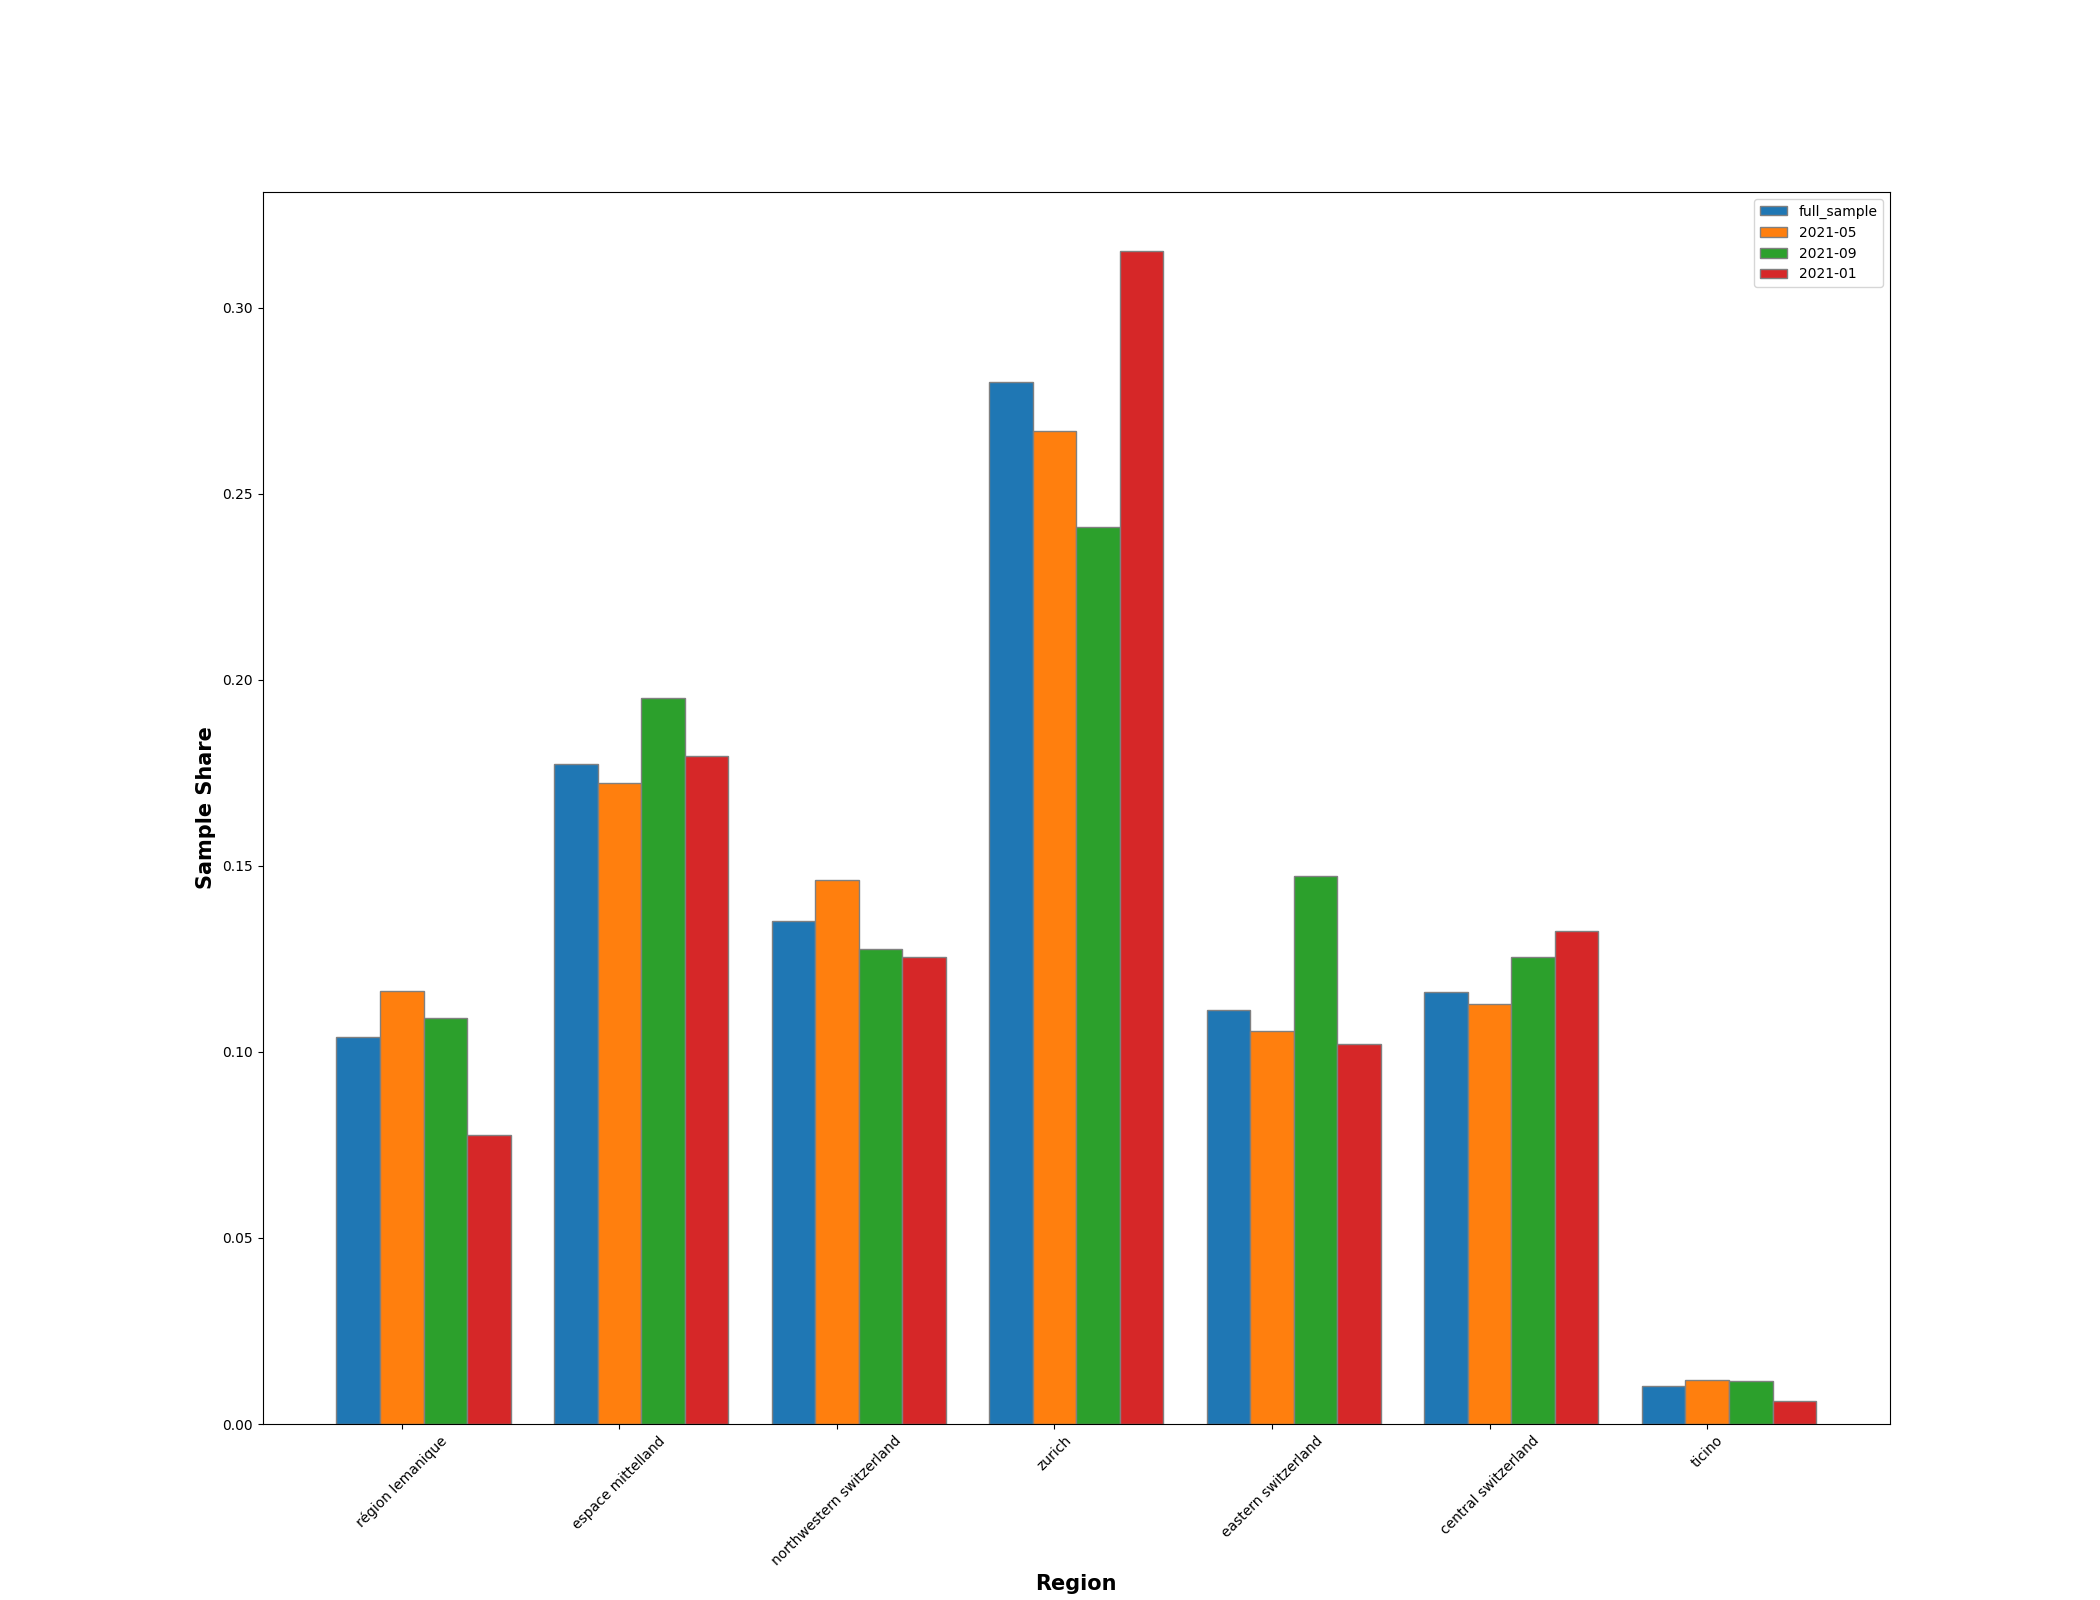 full_sample
2021-05
2021-09
2021-01
0.30
0.25
0.20
0.15
0.10
0.05
0.00
Sample Share
région lemanique
espace mittelland
northwestern switzerland
zurich
eastern switzerland
central switzerland
ticino
Region